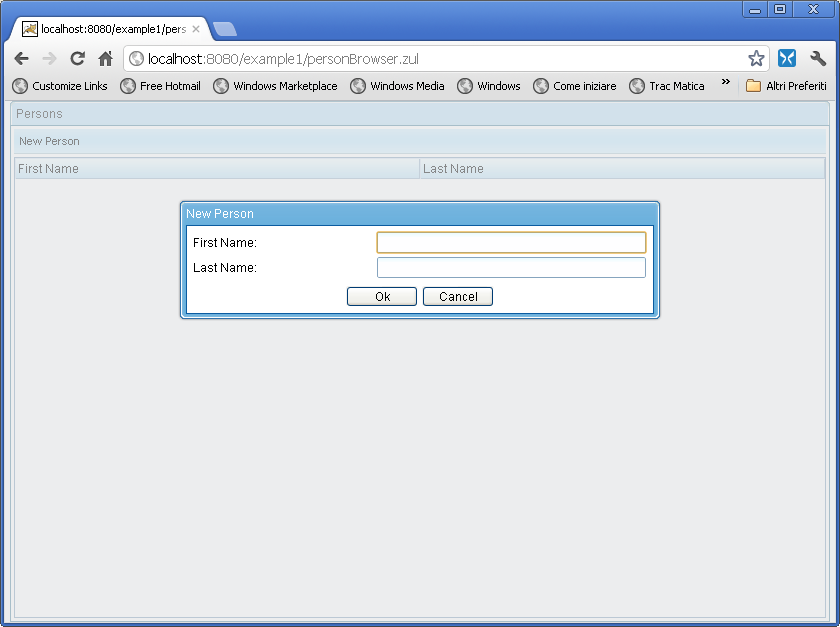 localhost:8080/example1/pers
localhost:8080/example1/personBrowser.zul
Customize Links Free Hotmail Windows Marketplace Windows Media Windows Come iniziare Trac Matica » Altri Preferiti
Persons
New Person
First Name Last Name
New Person
First Name:
Last Name:
Ok Cancel